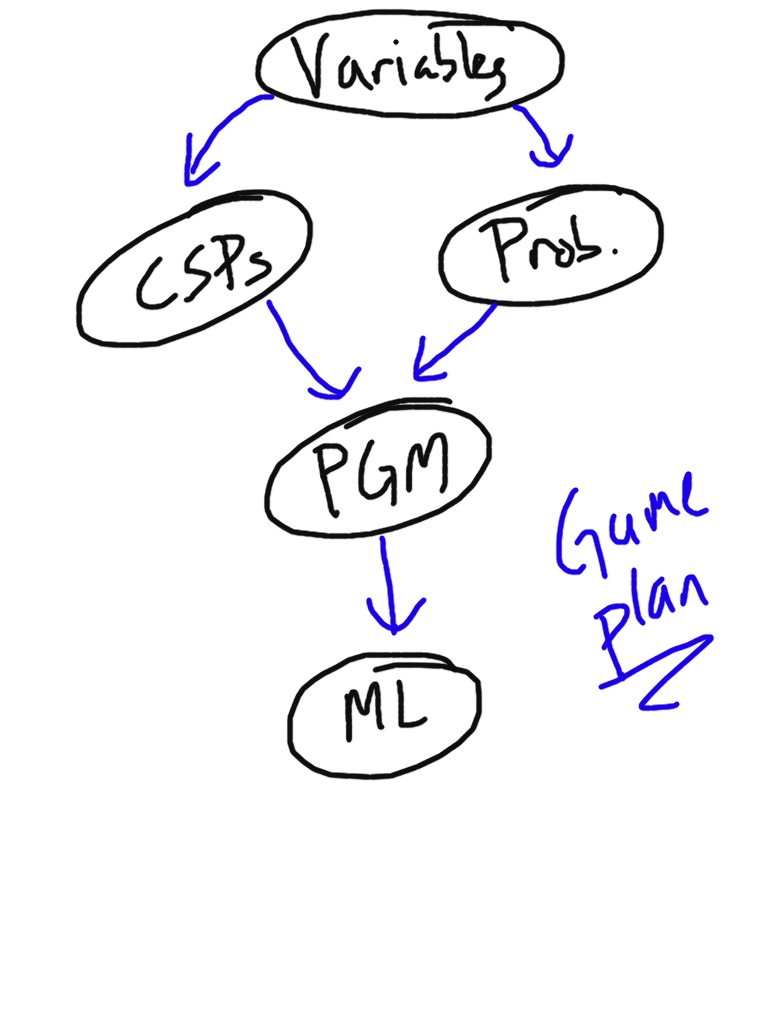 Variables
CSPs
Prob.
PGM
Game
plan
ML